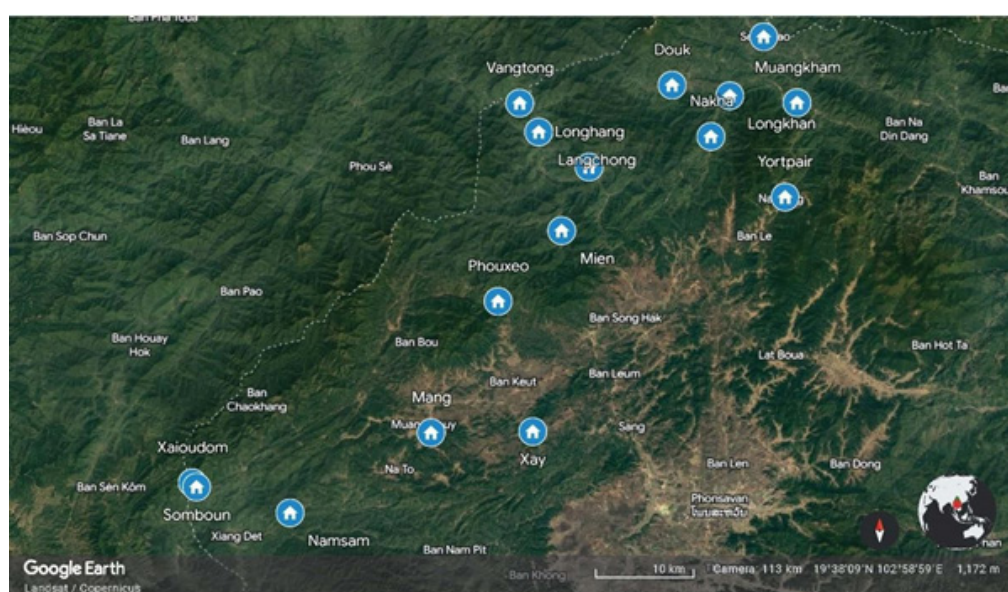 Ban Pha Toua
Douk
Muangkham
Vangtong
Nakha
Hiéou
Ban La
Sa Tiane
Ban Lang
Longhang
Longkhan
Ban Na
Din Dang
Langchong
Yortpair
Phou Sè
Ban
Khamsou
Ban Sop Chun
Ban Le
Mien
Phouxeo
Ban Pao
Ban Song Hak
Ban Houay
Hok
Ban Bou
Lat Boua
Ban Hot Ta
Ban Keut
Ban Leum
Ban
Chaokhang
Mang
Sang
Xaioudom
Xay
Na To
Ban Len
Ban Dong
Ban Sén Kôm
Phonsavan
Somboun
Xiang Det
Namsam
Ban Nam Pit
Ban Khong
Google Earth
Landsat / Copernicus
10 km
Camera 113 km 19°38'09"N 102°58'59"E 1,172 m